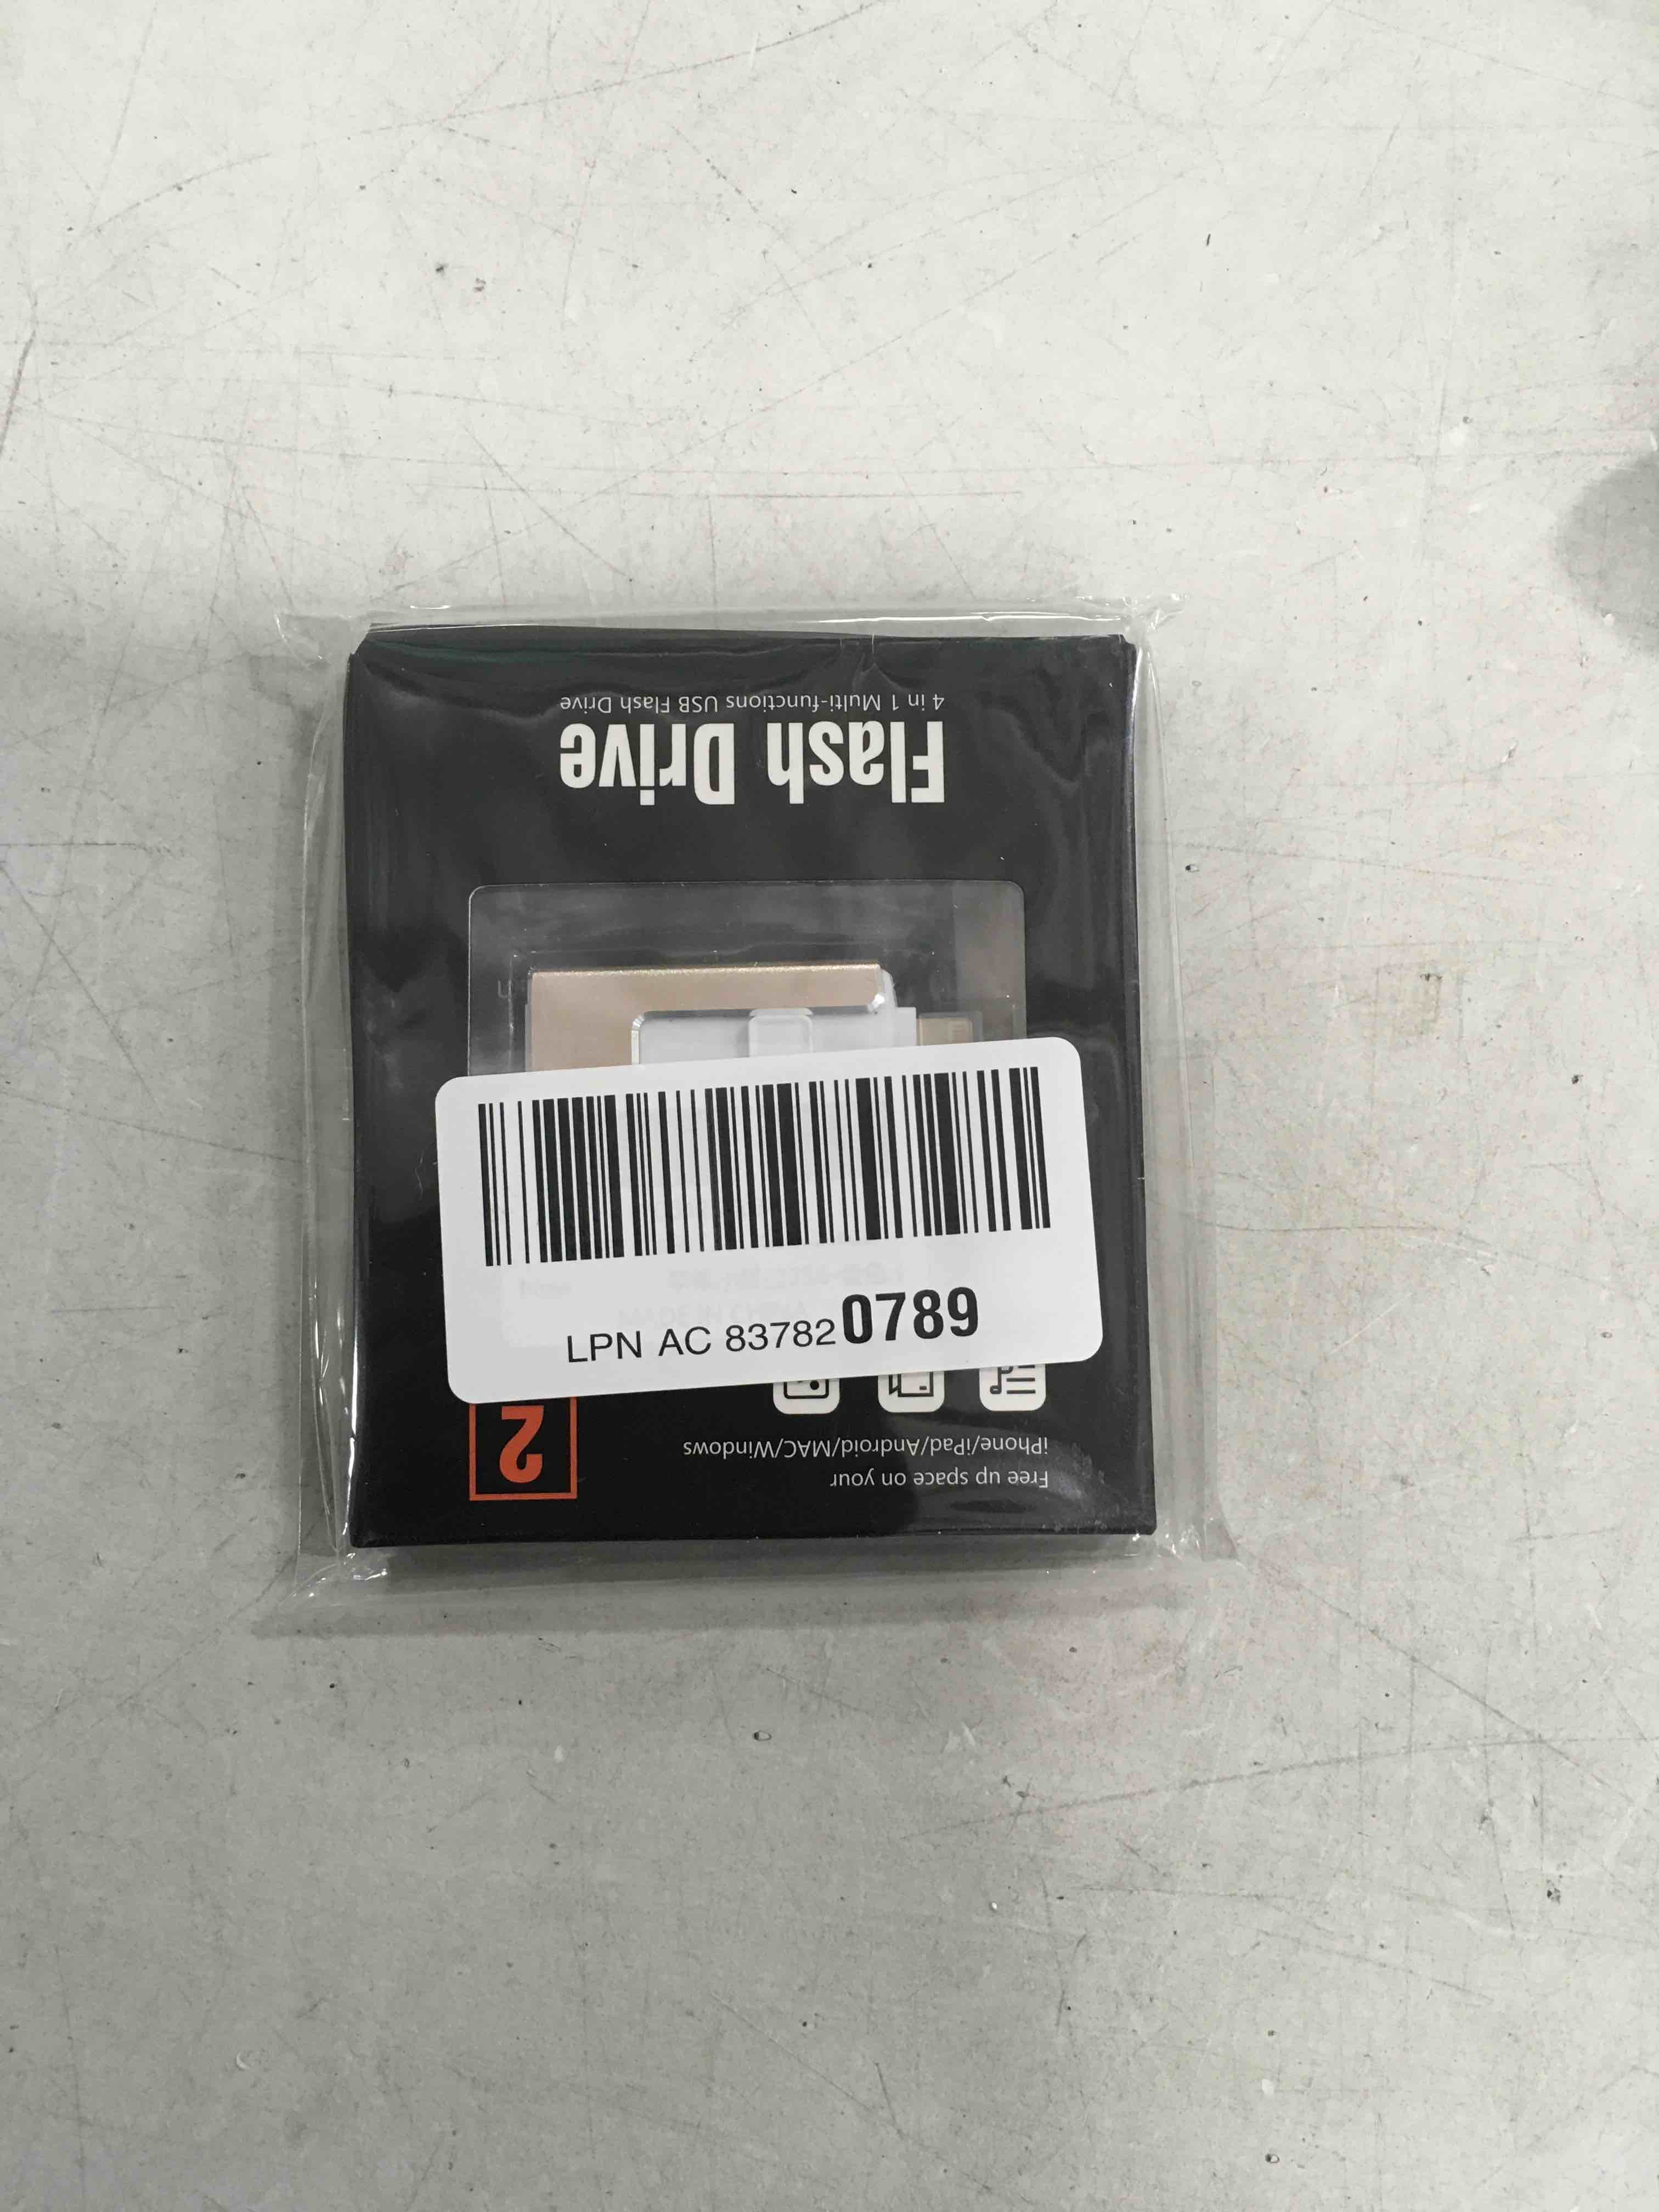 Flash Drive
4 in 1 Multi-functions USB Flash Drive
LPN AC 837820789
2
Free up space on your
iPhone/iPad/Android/MAC/Windows